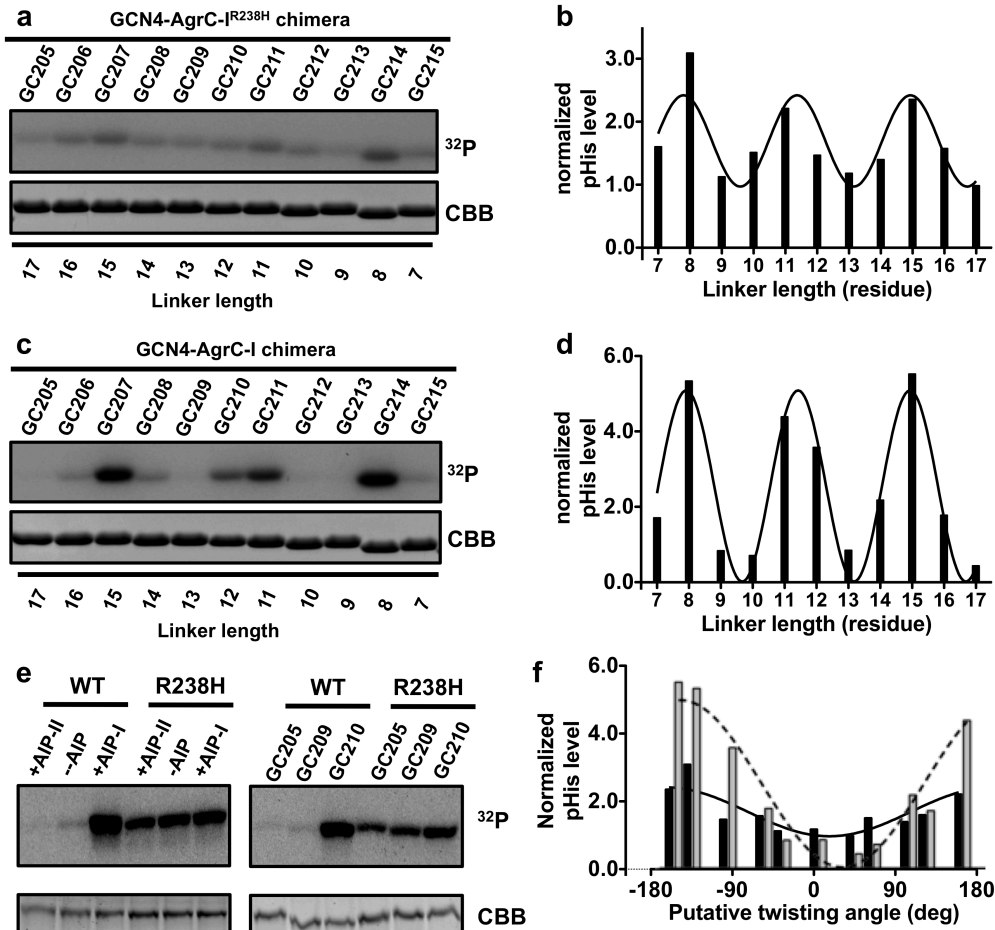 a
GCN4-AgrC-I^R238H chimera
GC205 GC206 GC207 GC208 GC209 GC210 GC211 GC212 GC213 GC214 GC215
32P
CBB
17 16 15 14 13 12 11 10 9 8 7
Linker length
b
normalized
pHis level
3.0
2.0
1.0
0.0
7 8 9 10 11 12 13 14 15 16 17
Linker length (residue)
c
GCN4-AgrC-I chimera
GC205 GC206 GC207 GC208 GC209 GC210 GC211 GC212 GC213 GC214 GC215
32P
CBB
17 16 15 14 13 12 11 10 9 8 7
Linker length
d
normalized
pHis level
6.0
4.0
2.0
0.0
7 8 9 10 11 12 13 14 15 16 17
Linker length (residue)
e
WT R238H
+AIP-II --AIP +AIP-I +AIP-II -AIP +AIP-I
WT R238H
GC205 GC209 GC210 GC205 GC209 GC210
32P
CBB
f
Normalized
pHis level
6.0
4.0
2.0
0.0
-180 -90 0 90 180
Putative twisting angle (deg)